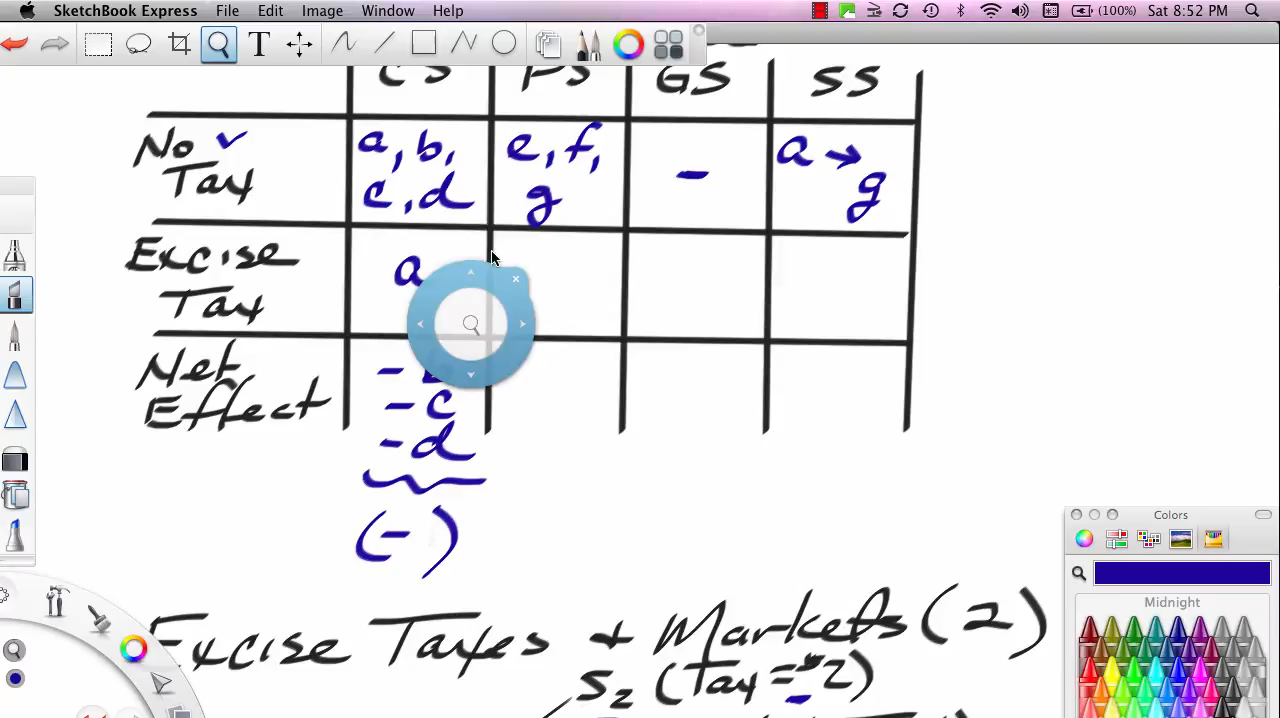 SketchBook Express File Edit Image Window Help (100%) Sat 8:52 PM
T
CS PS GS SS
No ✓ Tax a, b, c, d e, f, g - a → g
Excise Tax a
Net Effect - b - c - d
(-)
Colors
Midnight
Excise Taxes + Markets (2)
S2 (Tax = $2)